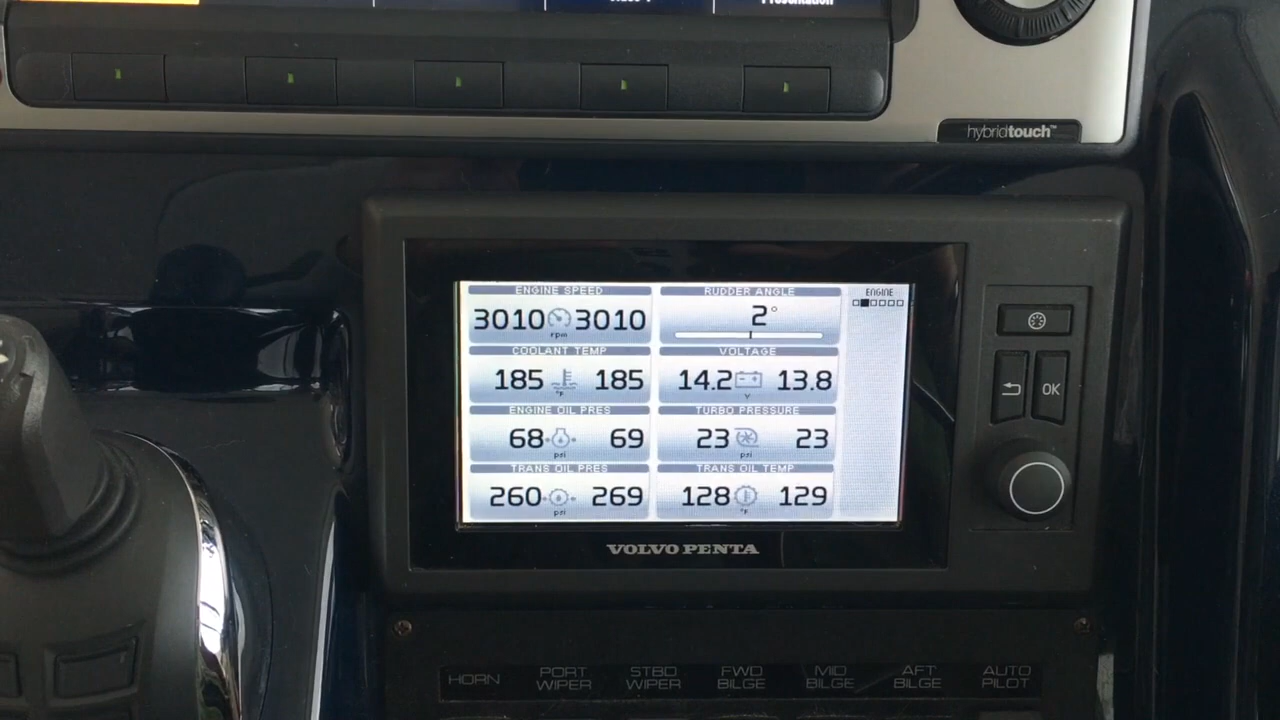 Presentation
hybridtouch™
ENGINE SPEED
3010 3010
rpm
RUDDER ANGLE
2°
ENGINE
COOLANT TEMP
185 185
°F
VOLTAGE
14.2 13.8
V
ENGINE OIL PRES
68 69
psi
TURBO PRESSURE
23 23
psi
TRANS OIL PRES
260 269
psi
TRANS OIL TEMP
128 129
°F
OK
VOLVO PENTA
HORN
PORT
WIPER
STBD
WIPER
FWD
BILGE
MID
BILGE
AFT
BILGE
AUTO
PILOT